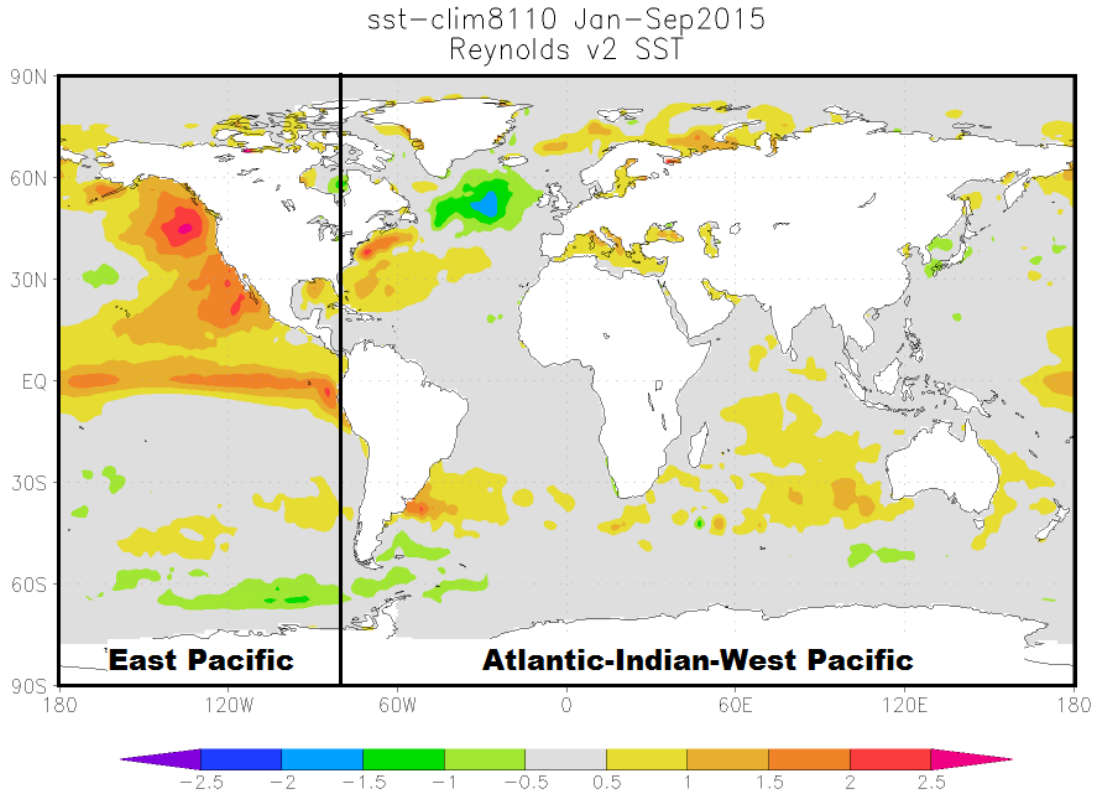 sst-clim8110 Jan-Sep2015
Reynolds v2 SST
90N
60N
30N
EQ
30S
60S
90S
East Pacific
Atlantic-Indian-West Pacific
180 120W 60W 0 60E 120E 180
-2.5 -2 -1.5 -1 -0.5 0.5 1 1.5 2 2.5